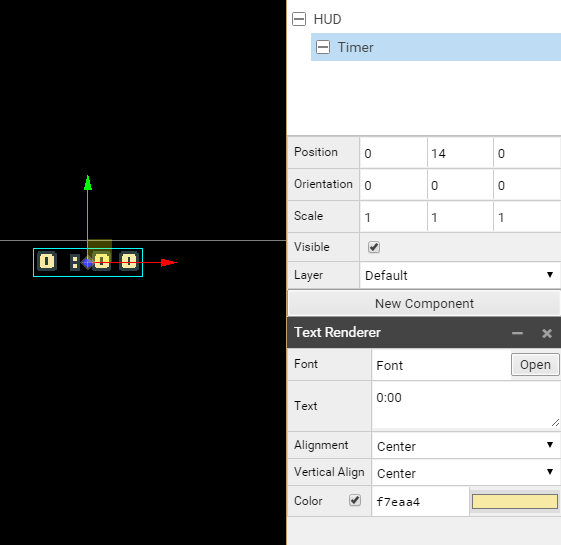 HUD
Timer
0:00
Position 0 14 0
Orientation 0 0 0
Scale 1 1 1
Visible
Layer Default
New Component
Text Renderer
Font Font Open
Text 0:00
Alignment Center
Vertical Align Center
Color f7eaa4